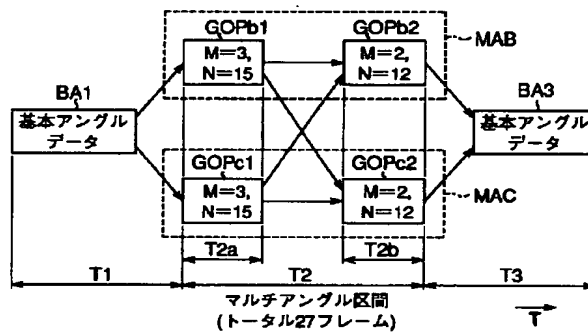 GOPb1
GOPb2
MAB
M=3,
N=15
M=2,
N=12
BA1
基本アングル
データ
BA3
基本アングル
データ
GOPc1
GOPc2
M=3,
N=15
M=2,
N=12
MAC
T2a
T2b
T1
T2
T3
マルチアングル区間
(トータル27フレーム)
T